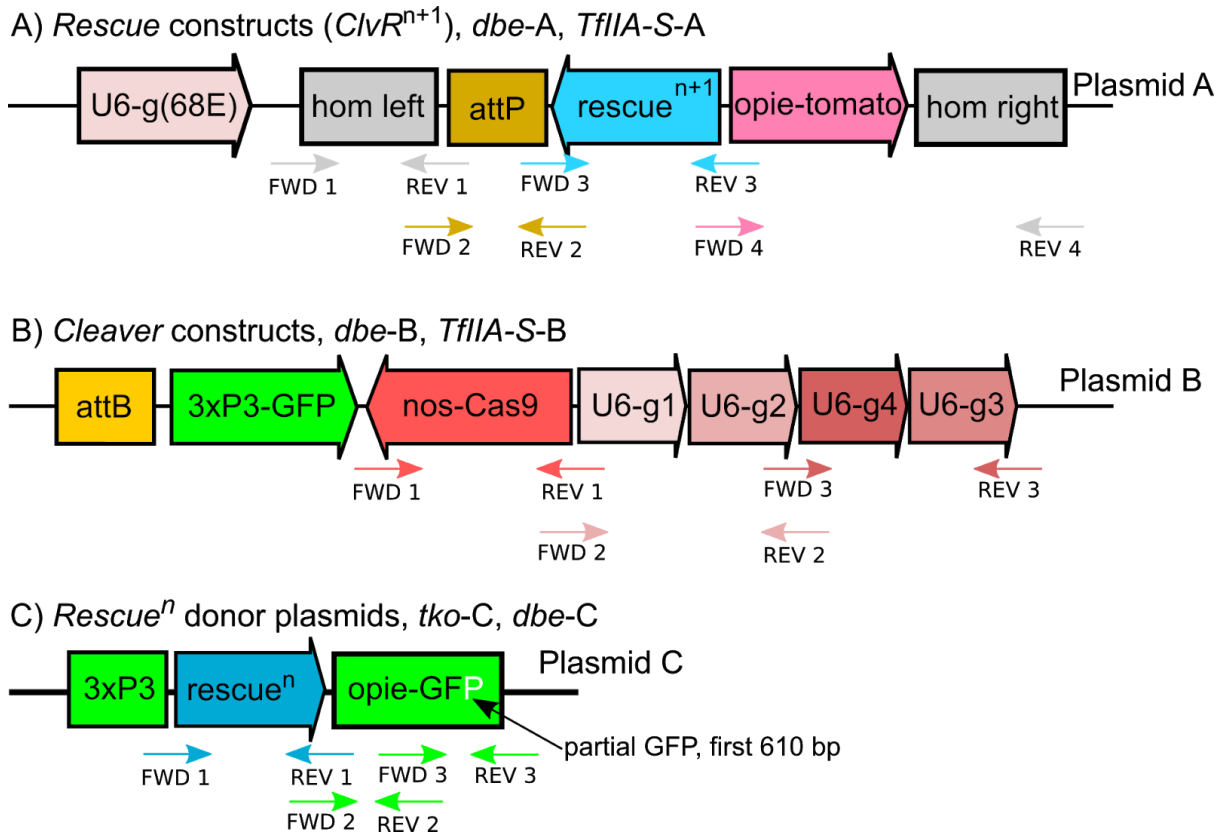 A) Rescue constructs (ClvRⁿ⁺¹), dbe-A, TfIIA-S-A
U6-g(68E) hom left attP rescueⁿ⁺¹ opie-tomato hom right Plasmid A
FWD 1 REV 1 FWD 3 REV 3
FWD 2 REV 2 FWD 4 REV 4
B) Cleaver constructs, dbe-B, TfIIA-S-B
attB 3xP3-GFP nos-Cas9 U6-g1 U6-g2 U6-g4 U6-g3 Plasmid B
FWD 1 REV 1 FWD 3 REV 3
FWD 2 REV 2
C) Rescueⁿ donor plasmids, tko-C, dbe-C
3xP3 rescueⁿ opie-GFP Plasmid C
partial GFP, first 610 bp
FWD 1 REV 1 FWD 3 REV 3
FWD 2 REV 2